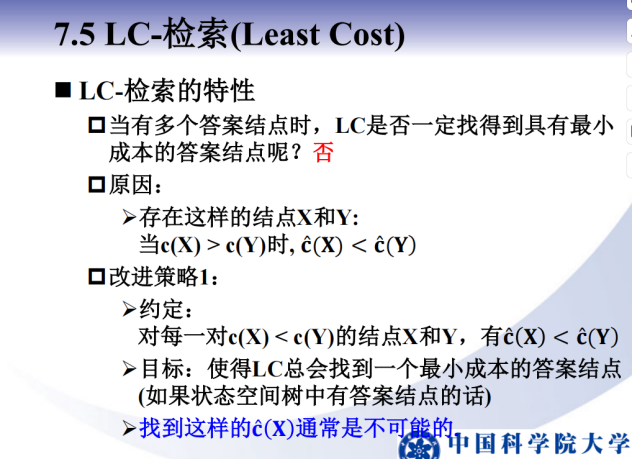 7.5 LC-检索(Least Cost)
■ LC-检索的特性
当有多个答案结点时，LC是否一定找得到具有最小
成本的答案结点呢？否
原因：
➢存在这样的结点X和Y:
当c(X) > c(Y)时, ĉ(X) < ĉ(Y)
改进策略1：
➢约定：
对每一对c(X) < c(Y)的结点X和Y，有ĉ(X) < ĉ(Y)
➢目标：使得LC总会找到一个最小成本的答案结点
(如果状态空间树中有答案结点的话)
➢找到这样的ĉ(X)通常是不可能的
中国科学院大学